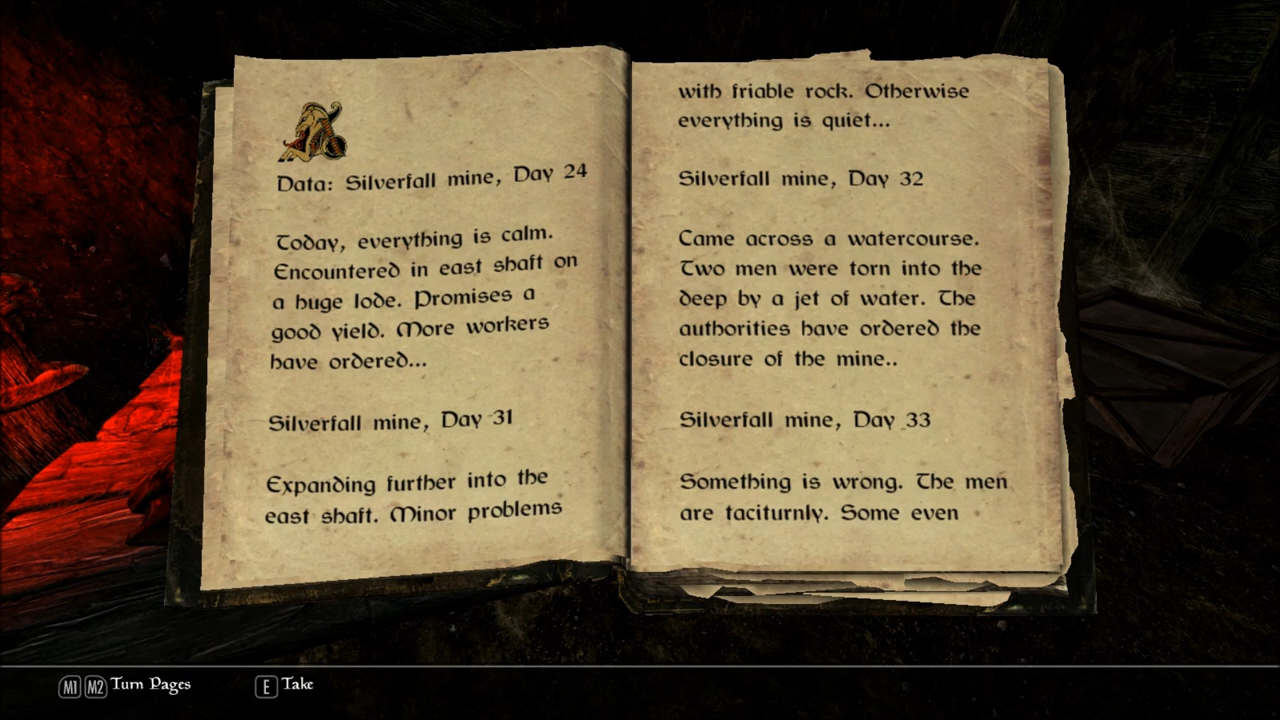 Data: Silverfall mine, Day 24
Today, everything is calm.
Encountered in east shaft on
a huge lode. Promises a
good yield. More workers
have ordered...
Silverfall mine, Day 31
Expanding further into the
east shaft. Minor problems
with friable rock. Otherwise
everything is quiet...
Silverfall mine, Day 32
Came across a watercourse.
Two men were torn into the
deep by a jet of water. The
authorities have ordered the
closure of the mine..
Silverfall mine, Day 33
Something is wrong. The men
are taciturnly. Some even
M1 M2 Turn Pages E Take